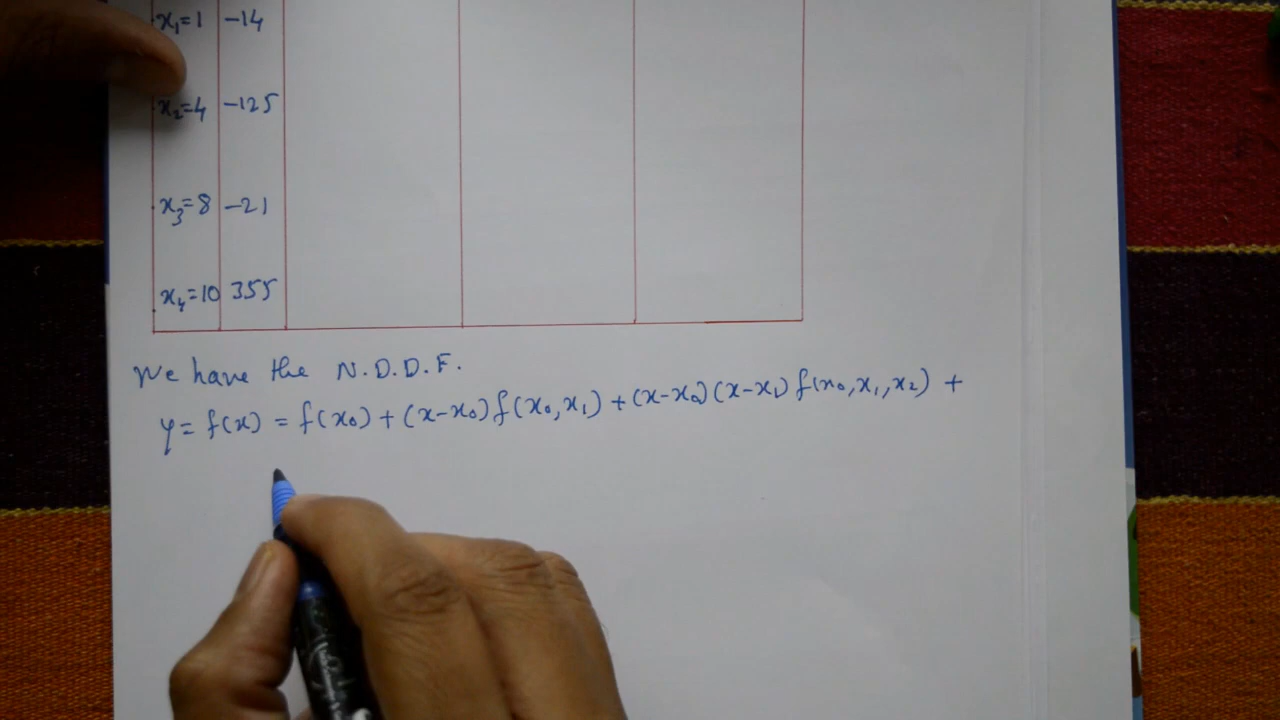 x₁=1 -14
x₂=4 -125
x₃=8 -21
x₄=10 355
We have the N.D.D.F.
y = f(x) = f(x₀) + (x-x₀) f(x₀,x₁) + (x-x₀)(x-x₁) f(x₀,x₁,x₂) +